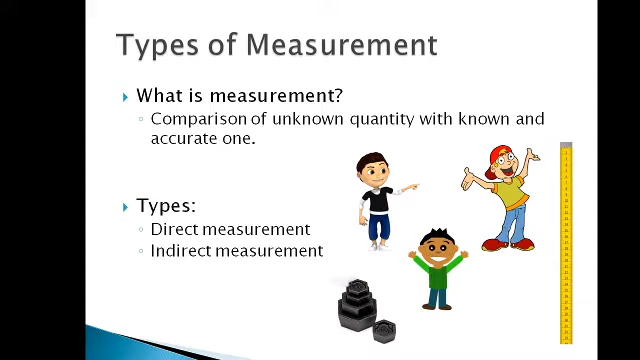 Types of Measurement
What is measurement?
Comparison of unknown quantity with known and
accurate one.
Types:
Direct measurement
Indirect measurement